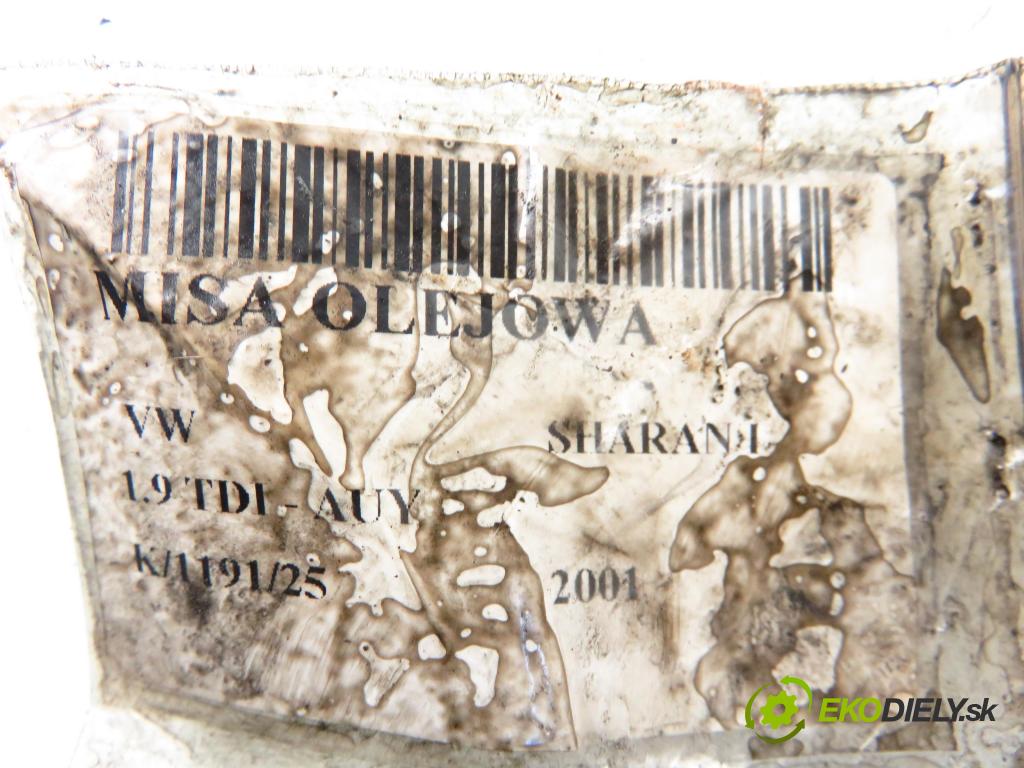 MISA OLEJOWA
VW SHARAN I
1.9 TDI - AUY
K/1191/25 2001
EKODIELY.sk